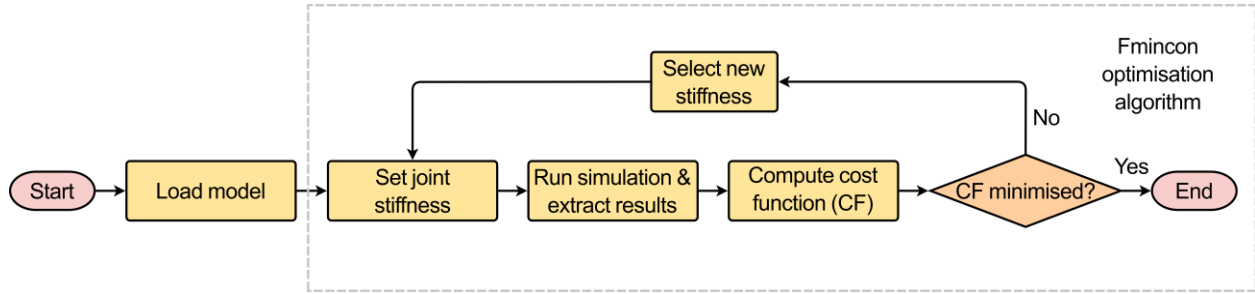 Fmincon
optimisation
algorithm
Select new
stiffness
No
Start
Load model
Set joint
stiffness
Run simulation &
extract results
Compute cost
function (CF)
CF minimised?
Yes
End